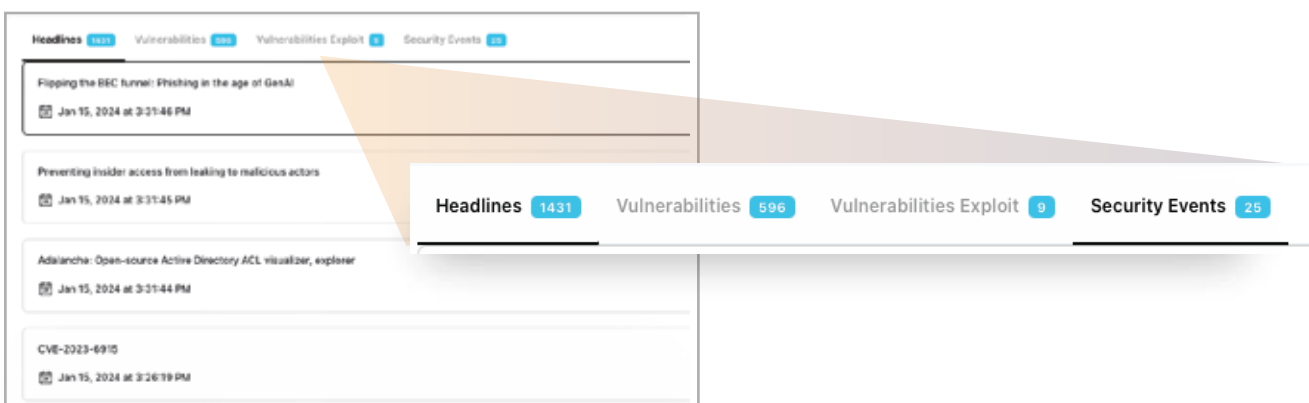 Headlines 1431 Vulnerabilities 596 Vulnerabilities Exploit 9 Security Events 25
Flipping the BEC funnel: Phishing in the age of GenAI
Jan 15, 2024 at 3:31:46 PM
Preventing insider access from leaking to malicious actors
Jan 15, 2024 at 3:31:45 PM
Adalanche: Open-source Active Directory ACL visualizer, explorer
Jan 15, 2024 at 3:31:44 PM
CVE-2023-6915
Jan 15, 2024 at 3:26:19 PM
Headlines 1431 Vulnerabilities 596 Vulnerabilities Exploit 9 Security Events 25